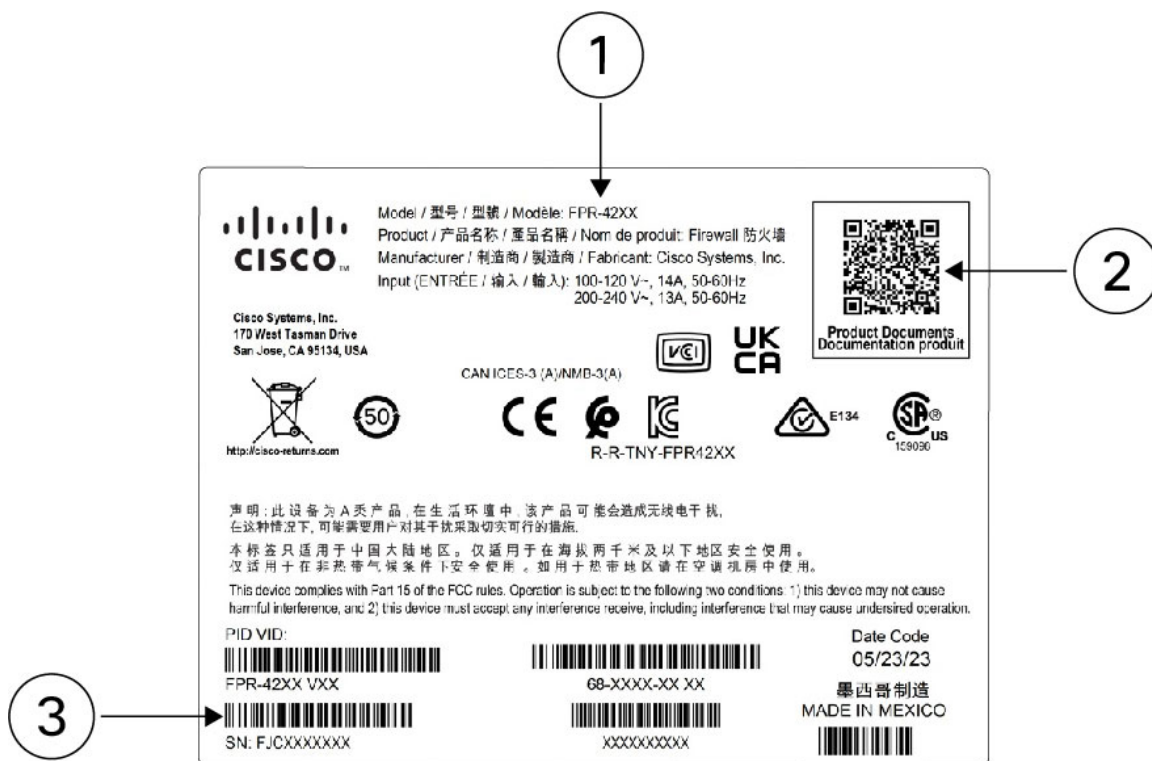 1
CISCO TM
Model / 型号 / 型號 / Modèle: FPR-42XX
Product / 产品名称 / 產品名稱 / Nom de produit: Firewall 防火墙
Manufacturer / 制造商 / 製造商 / Fabricant: Cisco Systems, Inc.
Input (ENTRÉE / 输入 / 輸入): 100-120 V~, 14A, 50-60Hz
200-240 V~, 13A, 50-60Hz
2
Product Documents
Documentation produit
Cisco Systems, Inc.
170 West Tasman Drive
San Jose, CA 95134, USA
VCI
UK
CA
CAN ICES-3 (A)/NMB-3(A)
50
CE
E134
C SA ® US
159096
http://cisco-returns.com
R-R-TNY-FPR42XX
声明:此设备为A类产品,在生活环境中,该产品可能会造成无线电干扰,
在这种情况下,可能需要用户对其干扰采取切实可行的措施.
本标签只适用于中国大陆地区。仅适用于在海拔两千米及以下地区安全使用。
仅适用于在非热带气候条件下安全使用。如用于热带地区请在空调机房中使用。
This device complies with Part 15 of the FCC rules. Operation is subject to the following two conditions: 1) this device may not cause
harmful interference, and 2) this device must accept any interference receive, including interference that may cause undersired operation.
PID VID:
FPR-42XX VXX
68-XXXX-XX XX
Date Code
05/23/23
墨西哥制造
MADE IN MEXICO
3
SN: FJCXXXXXXX
XXXXXXXXXX